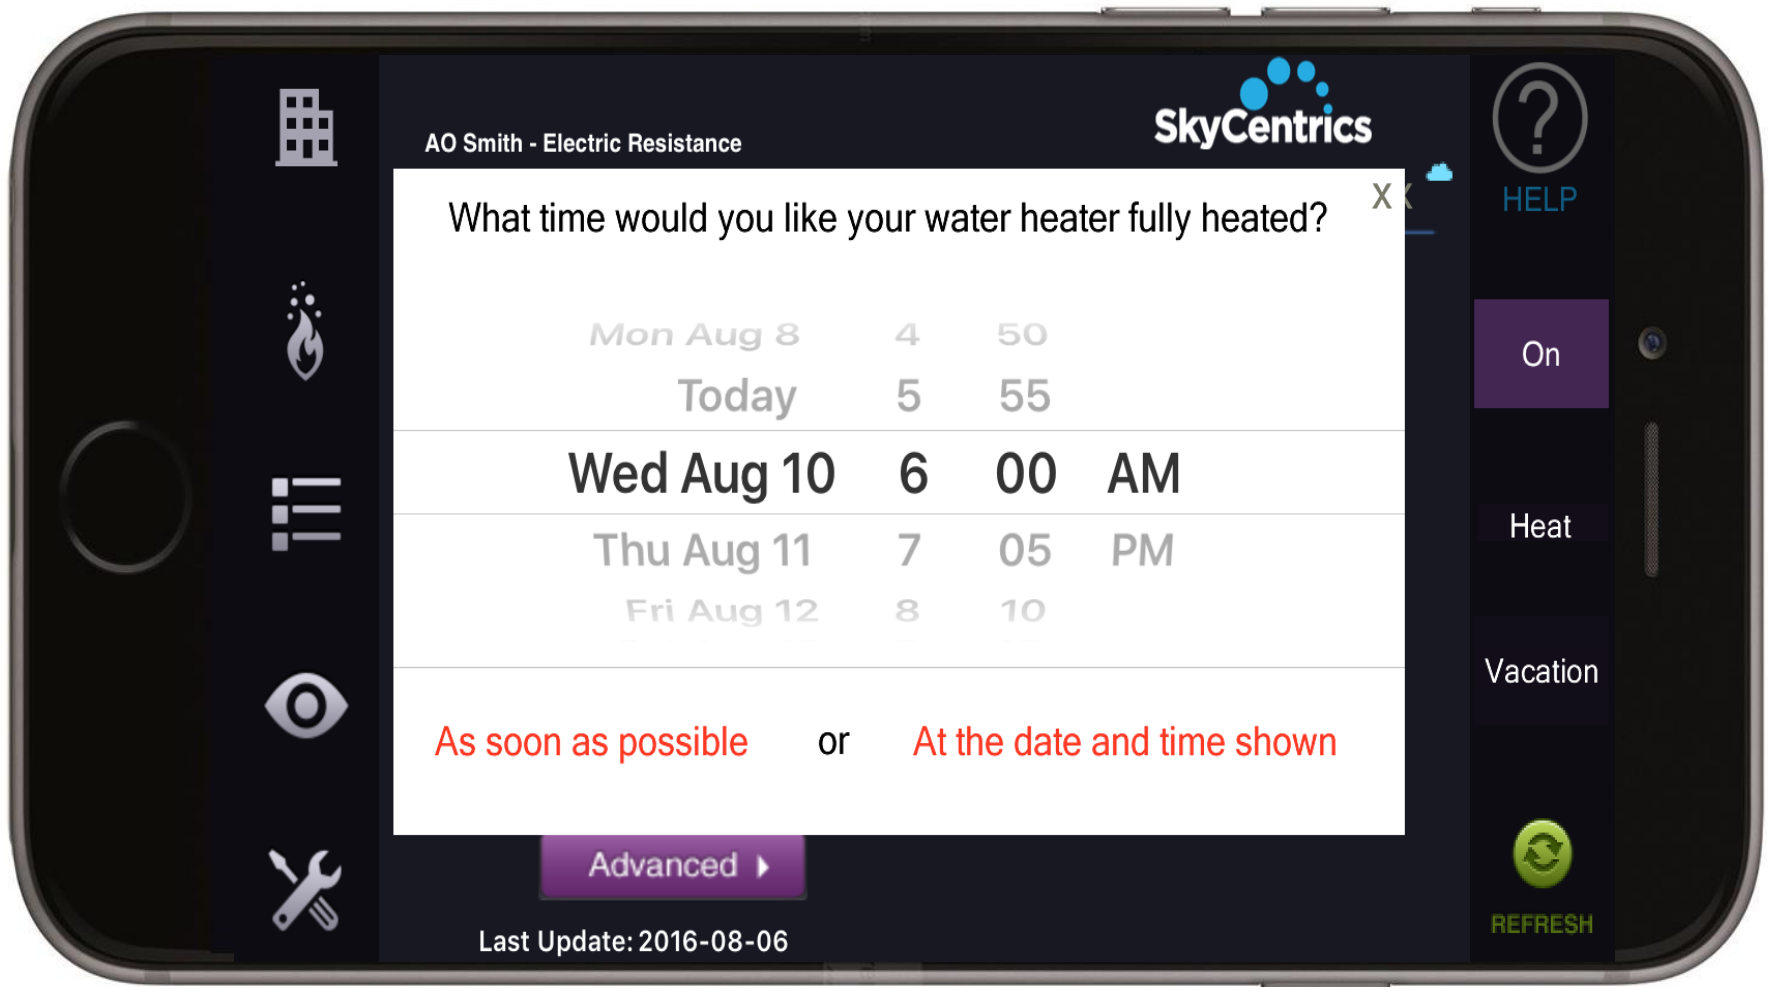 SkyCentrics
AO Smith - Electric Resistance
HELP
X
What time would you like your water heater fully heated?
Mon Aug 8 4 50
Today 5 55
Wed Aug 10 6 00 AM
Thu Aug 11 7 05 PM
Fri Aug 12 8 10
As soon as possible or At the date and time shown
On
Heat
Vacation
Advanced
Last Update: 2016-08-06
REFRESH